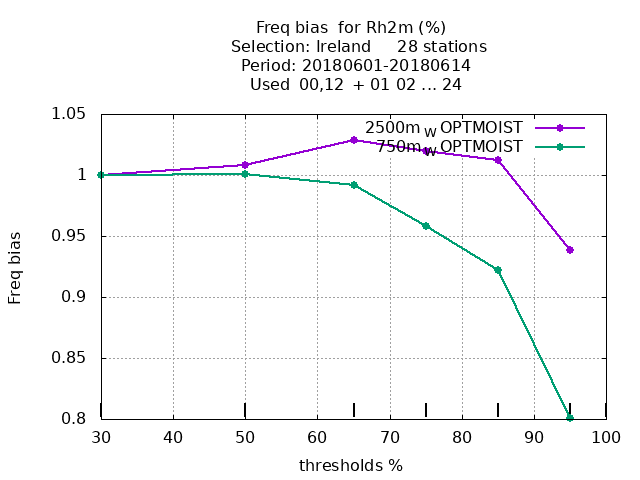 Freq bias  for Rh2m (%)
Selection: Ireland     28 stations
Period: 20180601-20180614
Used  00,12  + 01 02 ... 24
2500m W OPTMOIST
750m W OPTMOIST
1.05
1
0.95
0.9
0.85
0.8
Freq bias
30 40 50 60 70 80 90 100
thresholds %